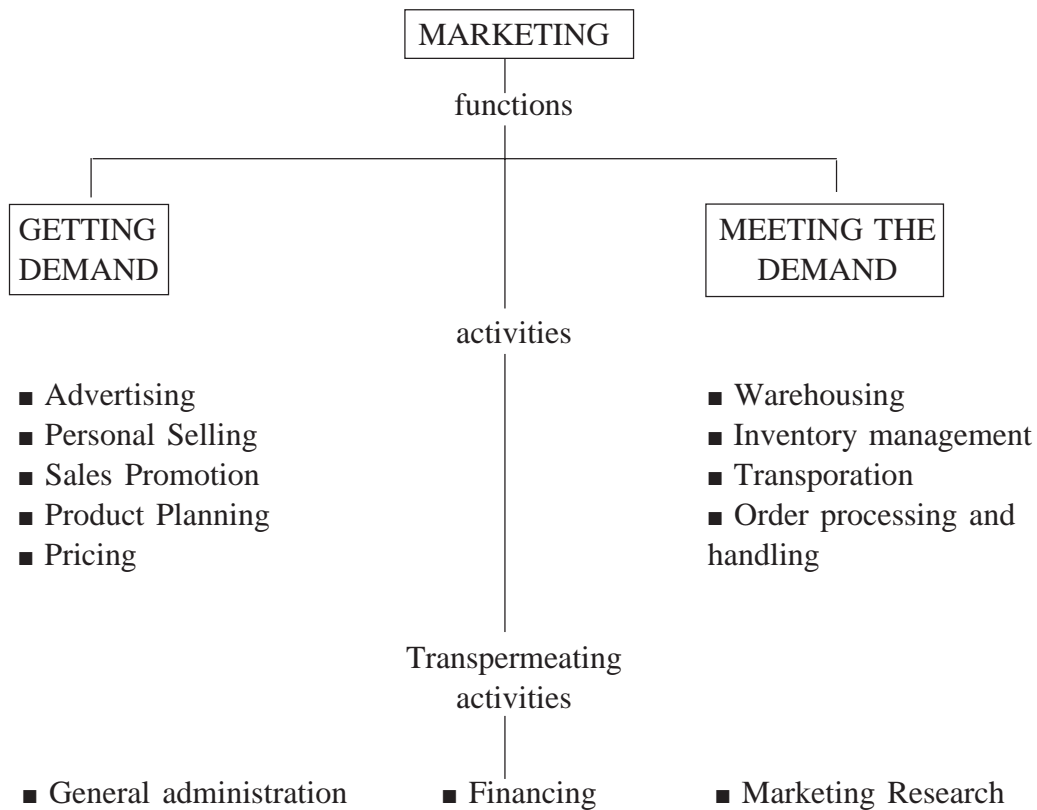 MARKETING
functions
GETTING
DEMAND
MEETING THE
DEMAND
activities
■ Advertising
■ Personal Selling
■ Sales Promotion
■ Product Planning
■ Pricing
■ Warehousing
■ Inventory management
■ Transporation
■ Order processing and
handling
Transpermeating
activities
■ General administration
■ Financing
■ Marketing Research